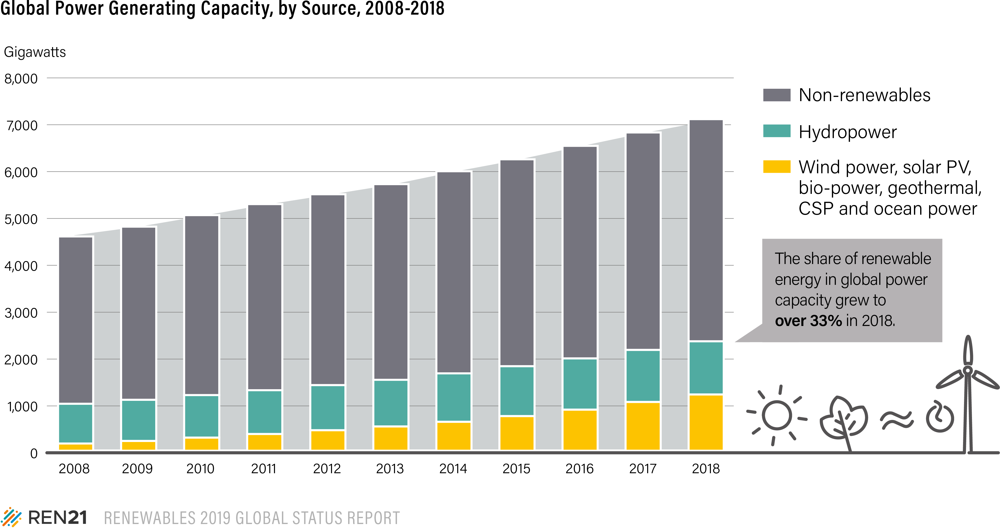 Global Power Generating Capacity, by Source, 2008-2018
Gigawatts
8,000
7,000
6,000
5,000
4,000
3,000
2,000
1,000
0
2008 2009 2010 2011 2012 2013 2014 2015 2016 2017 2018
Non-renewables
Hydropower
Wind power, solar PV,
bio-power, geothermal,
CSP and ocean power
The share of renewable
energy in global power
capacity grew to
over 33% in 2018.
REN21 RENEWABLES 2019 GLOBAL STATUS REPORT